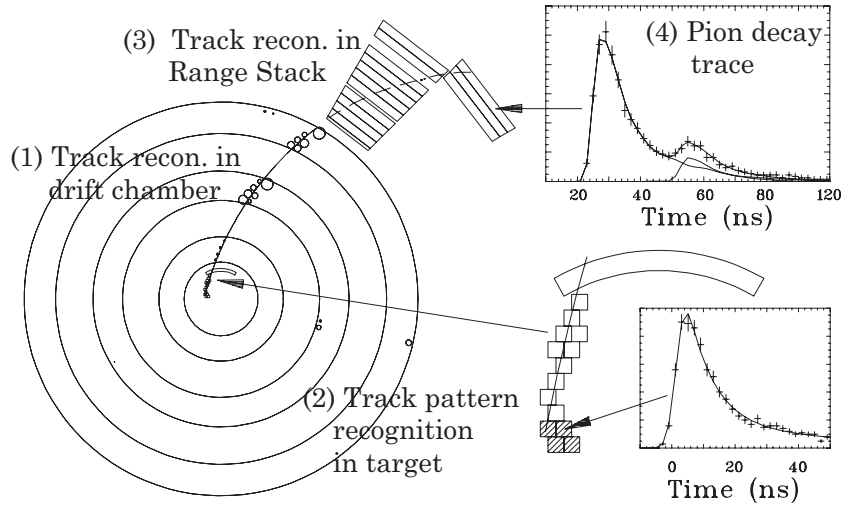 (3) Track recon. in
Range Stack
(4) Pion decay
trace
20 40 60 80 100 120
Time (ns)
(1) Track recon. in
drift chamber
(2) Track pattern
recognition
in target
0 20 40
Time (ns)